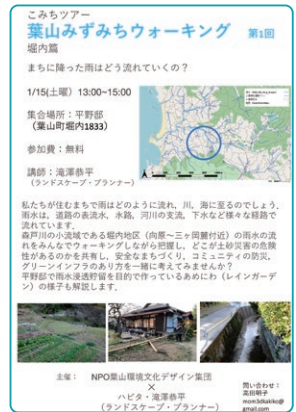 こみちツアー
葉山みずみちウォーキング 第1回
堀内篇
まちに降った雨はどう流れていくの？
1/15(土曜）13:00~15:00
集合場所：平野邸
（葉山町堀内1833）
参加費：無料
講師：滝澤恭平
（ランドスケープ・プランナー）
私たちが住むまちで雨はどのように流れ、川、海に至るのでしょう。
雨水は、道路の表流水、水路、河川の支流、下水など様々な経路で
流れています。
森戸川の小流域である堀内地区（向原～三ヶ岡麓付近）の雨水の流
れをみんなでウォーキングしながら把握し、どこが土砂災害の危険
性があるのかを共有し、安全なまちづくり、コミュニティの防災、
グリーンインフラのあり方を一緒に考えてみませんか？
平野邸で雨水浸透貯留を目的で作っているあめにわ（レインガーデ
ン）の様子も解説します。
主催： NPO葉山環境文化デザイン集団
×
ハビタ・滝澤恭平
（ランドスケープ・プランナー）
問い合わせ：
高田明子